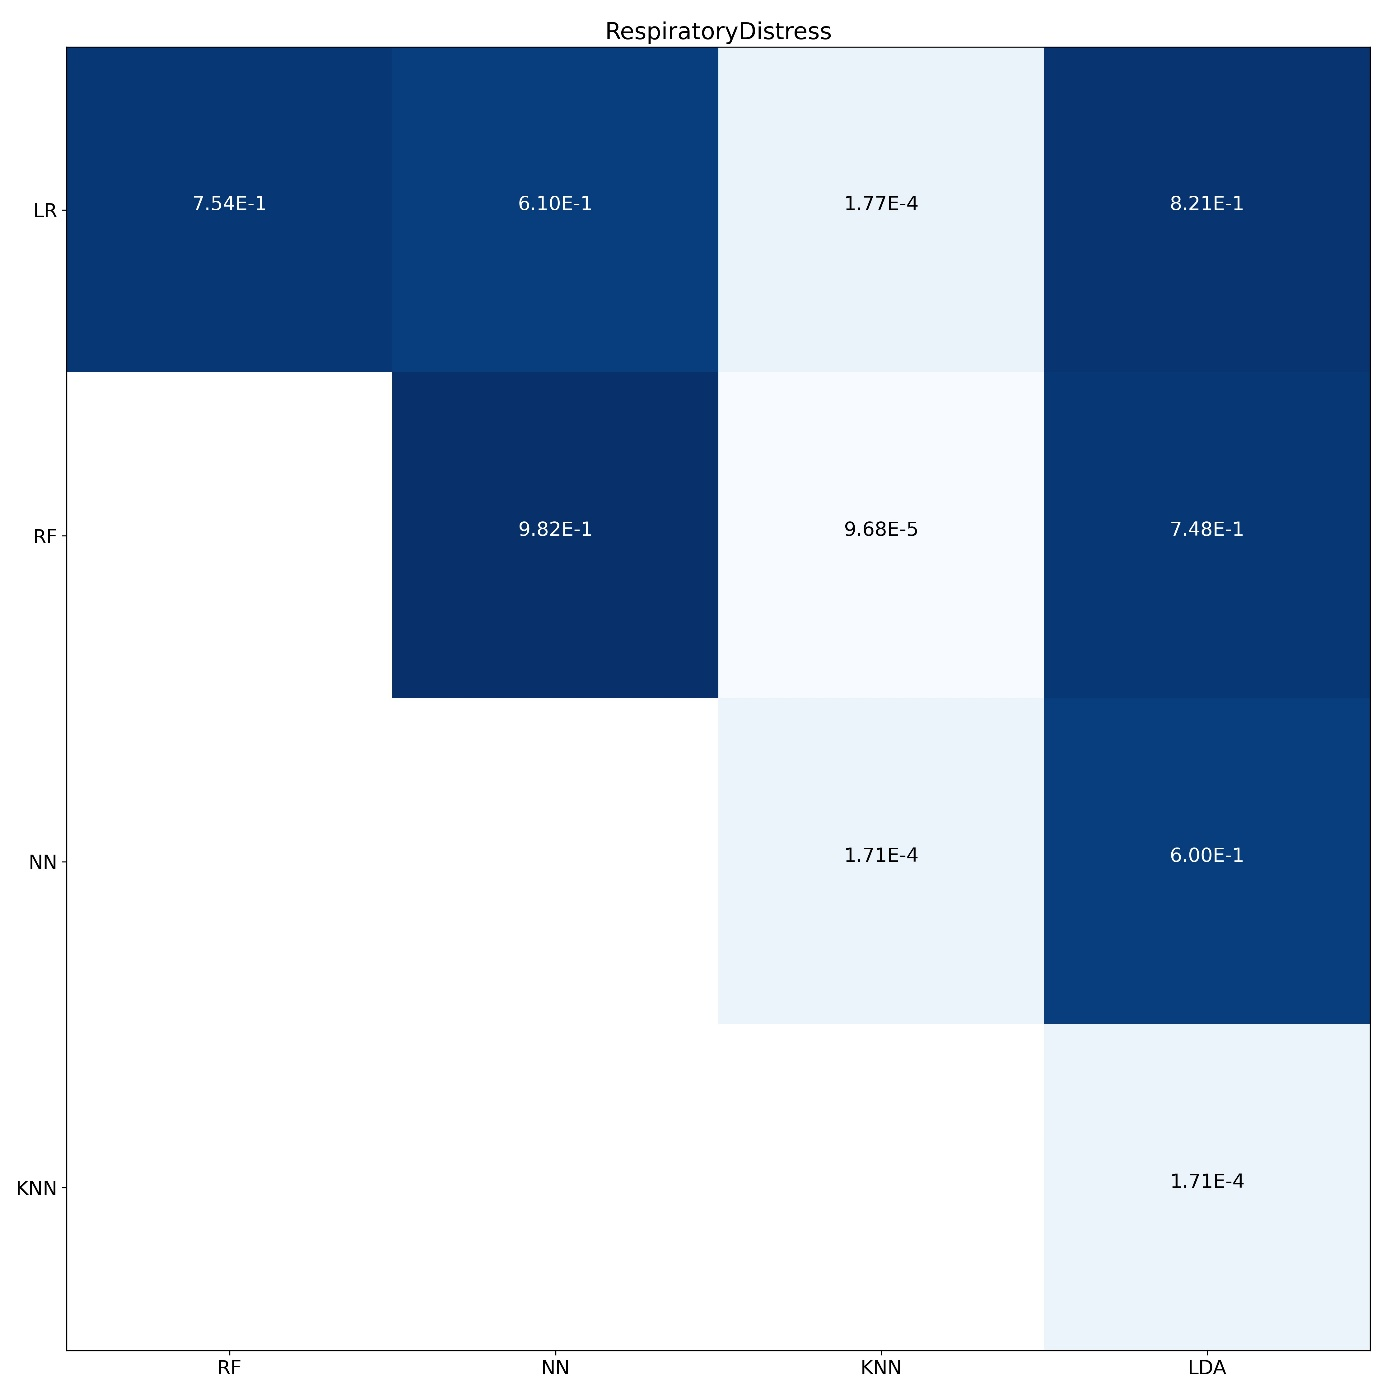 RespiratoryDistress
LR 7.54E-1 6.10E-1 1.77E-4 8.21E-1
RF 9.82E-1 9.68E-5 7.48E-1
NN 1.71E-4 6.00E-1
KNN 1.71E-4
RF NN KNN LDA